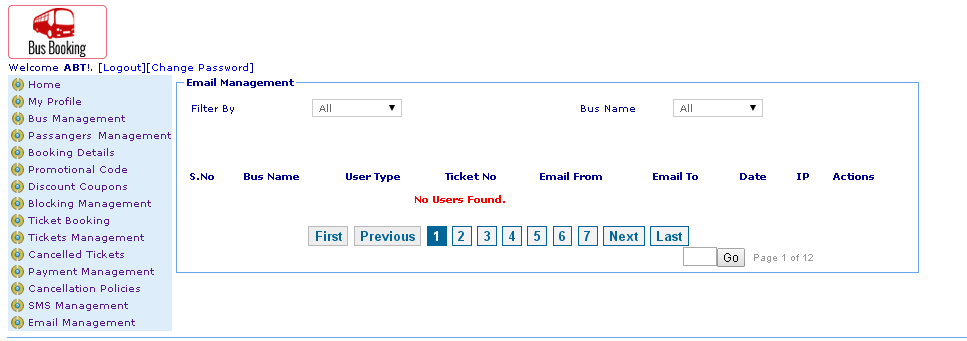 Bus Booking
Welcome ABT!. [Logout][Change Password]
Home
My Profile
Bus Management
Passangers Management
Booking Details
Promotional Code
Discount Coupons
Blocking Management
Ticket Booking
Tickets Management
Cancelled Tickets
Payment Management
Cancellation Policies
SMS Management
Email Management
Email Management
Filter By All Bus Name All
S.No Bus Name User Type Ticket No Email From Email To Date IP Actions
No Users Found.
First Previous 1 2 3 4 5 6 7 Next Last
Go Page 1 of 12